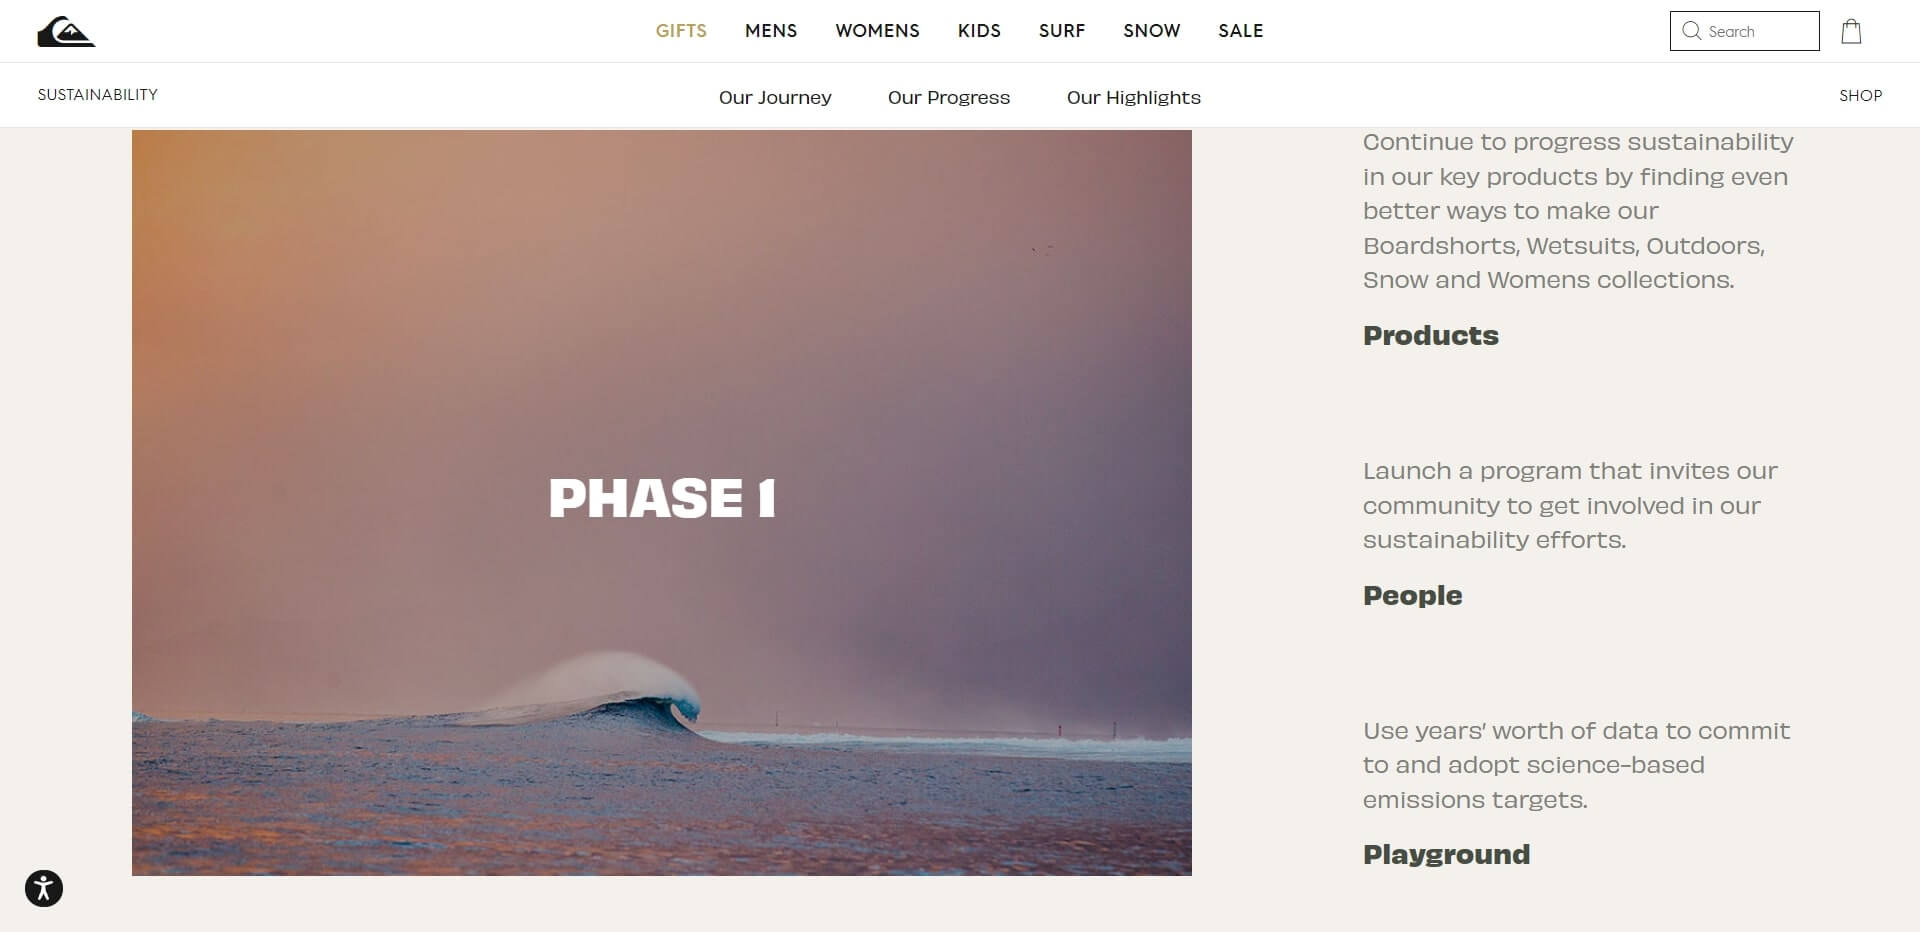 GIFTS MENS WOMENS KIDS SURF SNOW SALE
Search
SUSTAINABILITY
Our Journey Our Progress Our Highlights
SHOP
PHASE 1
Continue to progress sustainability
in our key products by finding even
better ways to make our
Boardshorts, Wetsuits, Outdoors,
Snow and Womens collections.
Products
Launch a program that invites our
community to get involved in our
sustainability efforts.
People
Use years’ worth of data to commit
to and adopt science-based
emissions targets.
Playground